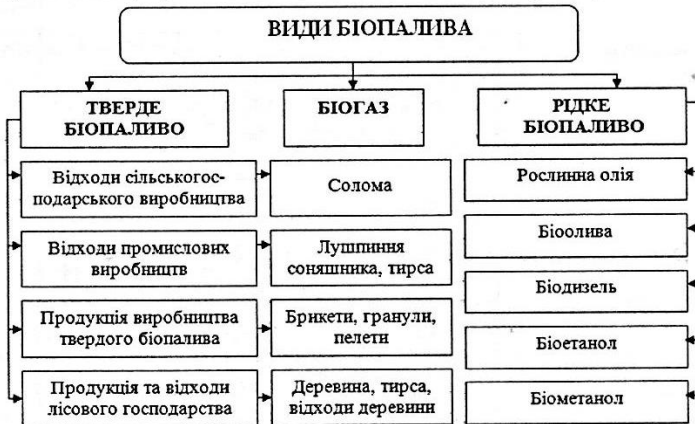 ВИДИ БІОПАЛИВА
ТВЕРДЕ
БІОПАЛИВО
БІОГАЗ
РІДКЕ
БІОПАЛИВО
Відходи сільськогос-
подарського виробництва
Солома
Рослинна олія
Відходи промислових
виробництв
Лушпиння
соняшника, тирса
Біоолива
Продукція виробництва
твердого біопалива
Брикети, гранули,
пелети
Біодизель
Біоетанол
Продукція та відходи
лісового господарства
Деревина, тирса,
відходи деревини
Біометанол